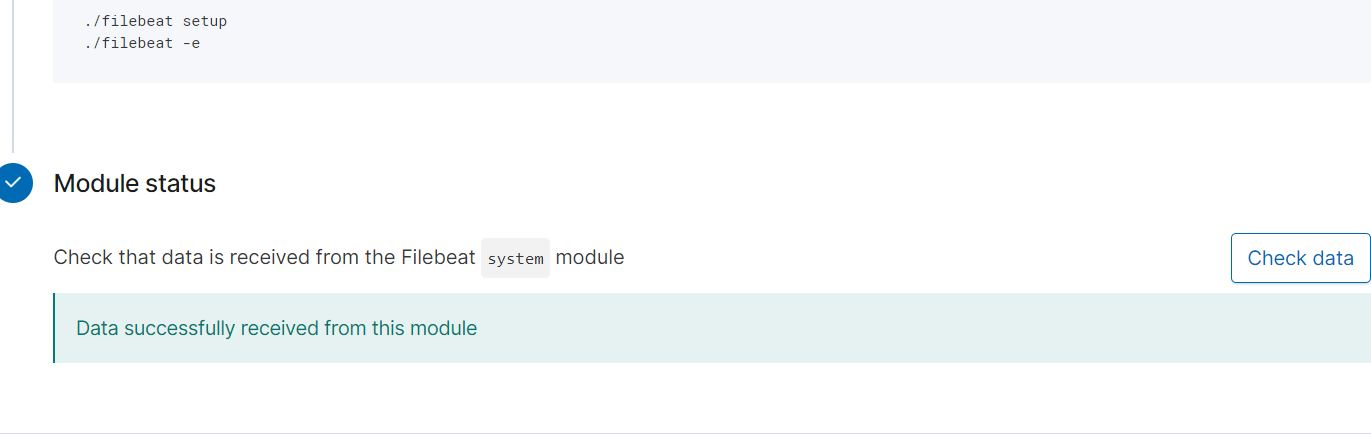 ./filebeat setup
./filebeat -e
Module status
Check that data is received from the Filebeat system module
Check data
Data successfully received from this module